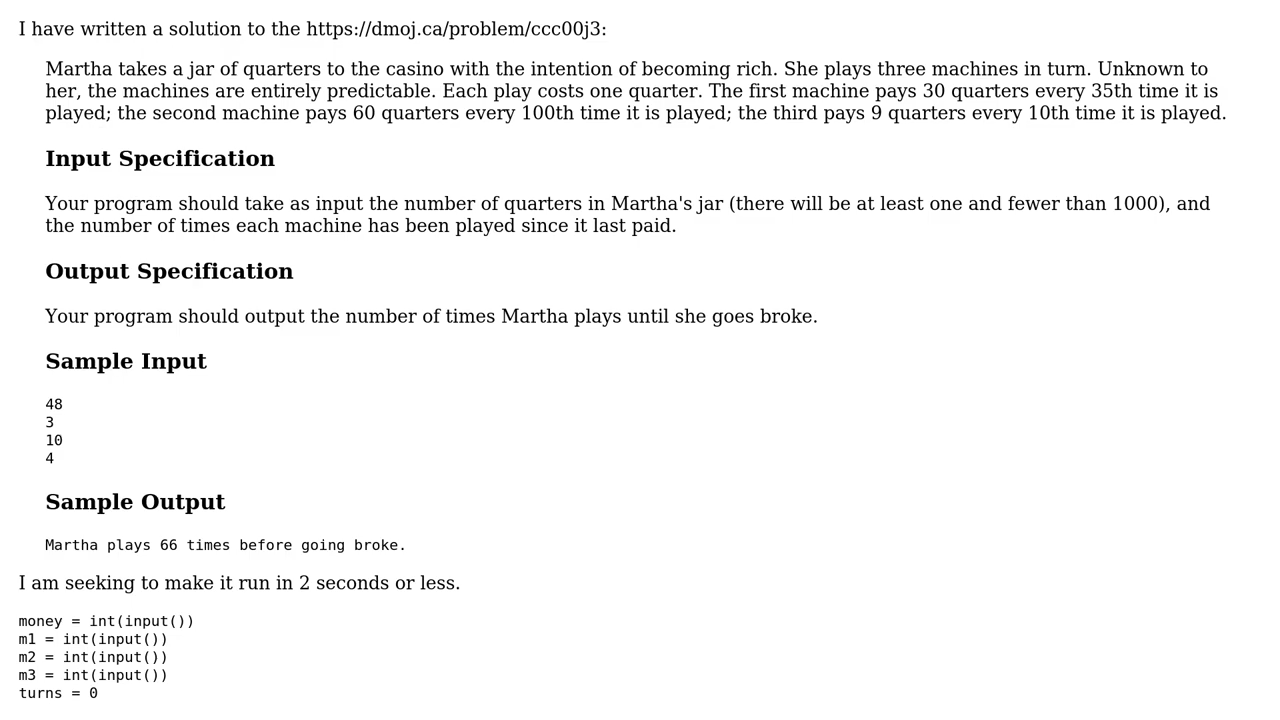 I have written a solution to the https://dmoj.ca/problem/ccc00j3:
Martha takes a jar of quarters to the casino with the intention of becoming rich. She plays three machines in turn. Unknown to
her, the machines are entirely predictable. Each play costs one quarter. The first machine pays 30 quarters every 35th time it is
played; the second machine pays 60 quarters every 100th time it is played; the third pays 9 quarters every 10th time it is played.
Input Specification
Your program should take as input the number of quarters in Martha's jar (there will be at least one and fewer than 1000), and
the number of times each machine has been played since it last paid.
Output Specification
Your program should output the number of times Martha plays until she goes broke.
Sample Input
48
3
10
4
Sample Output
Martha plays 66 times before going broke.
I am seeking to make it run in 2 seconds or less.
money = int(input())
m1 = int(input())
m2 = int(input())
m3 = int(input())
turns = 0